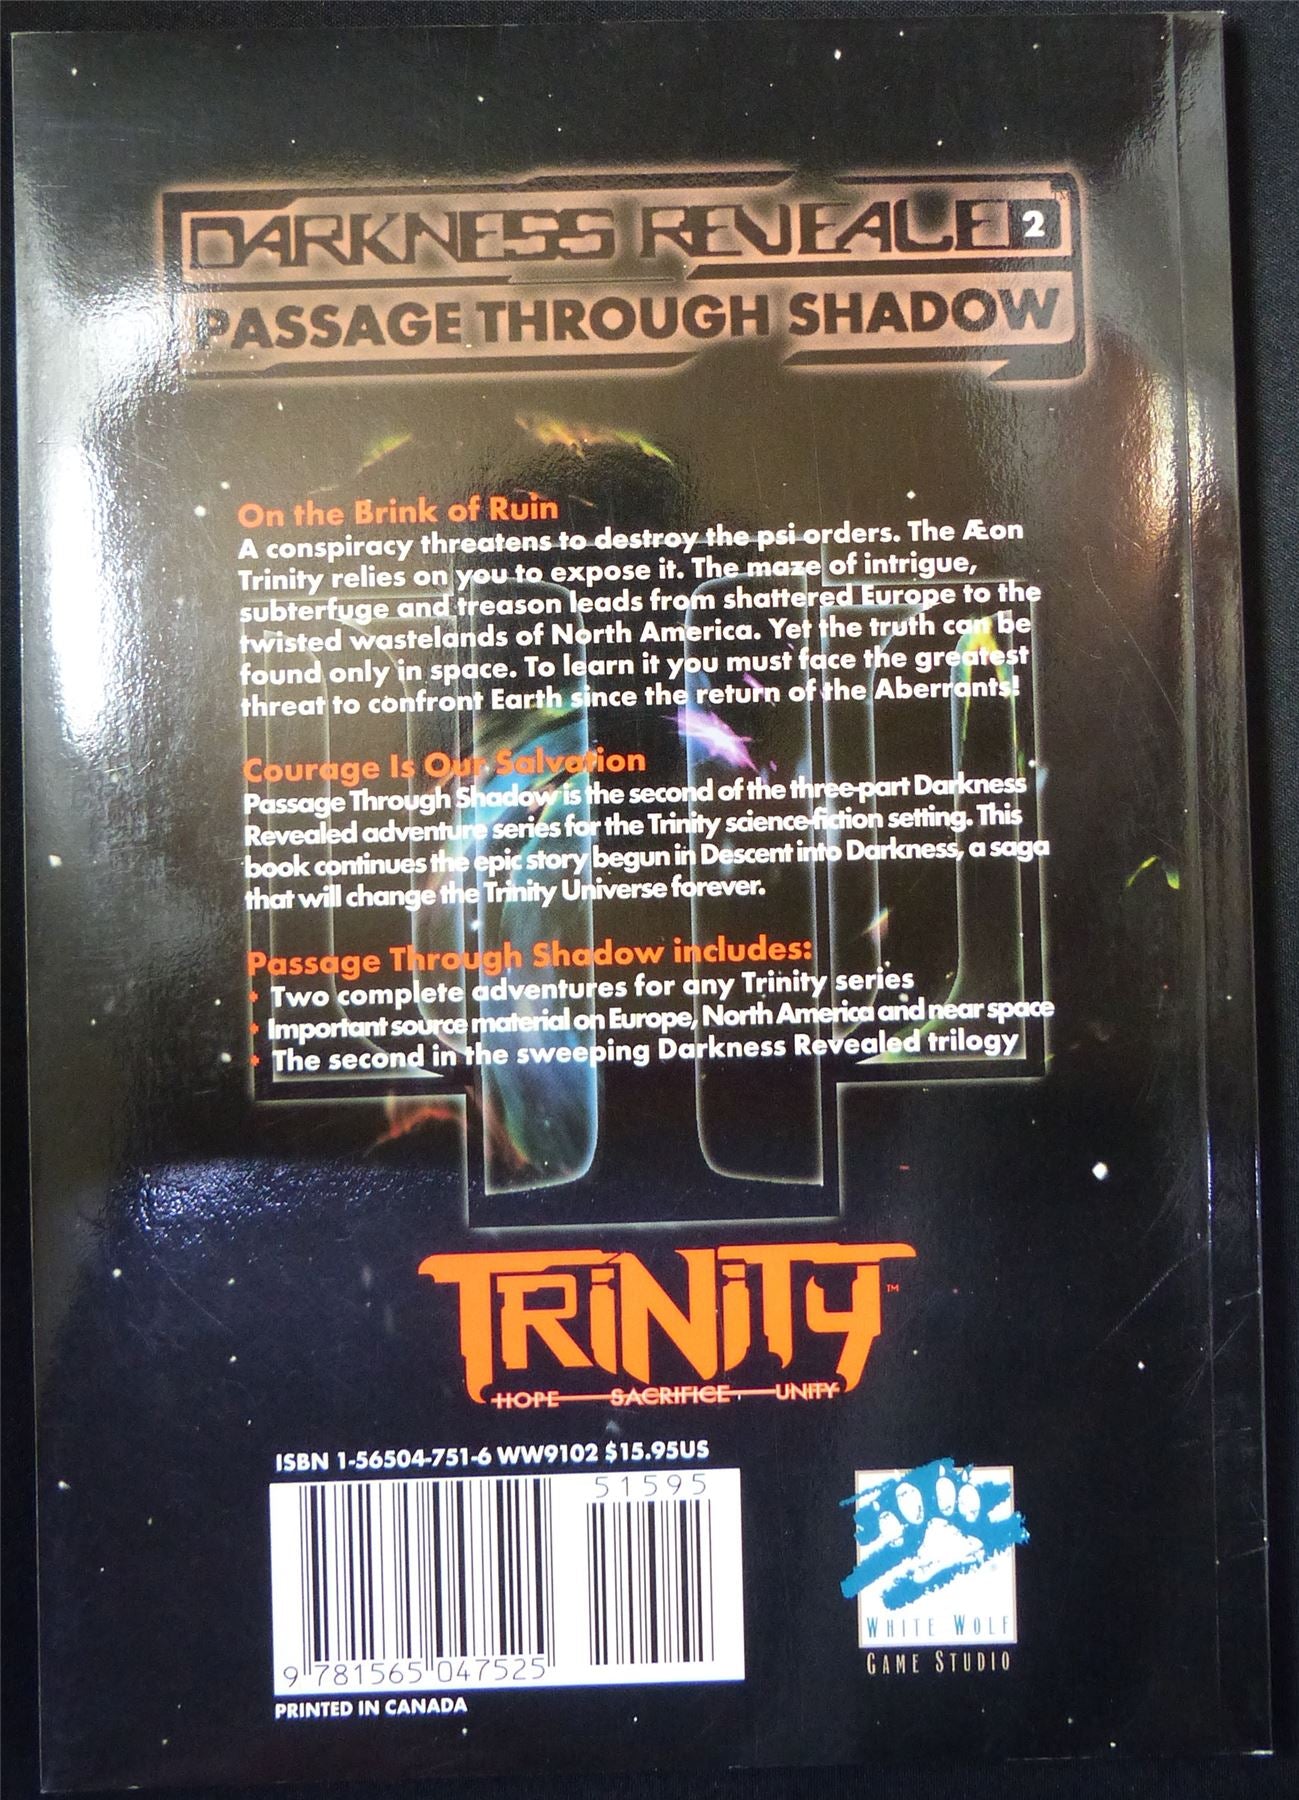 DARKNESS REVEALED 2
PASSAGE THROUGH SHADOW
On the Brink of Ruin
A conspiracy threatens to destroy the psi orders. The Æon
Trinity relies on you to expose it. The maze of intrigue,
subterfuge and treason leads from shattered Europe to the
twisted wastelands of North America. Yet the truth can be
found only in space. To learn it you must face the greatest
threat to confront Earth since the return of the Aberrants!
Courage Is Our Salvation
Passage Through Shadow is the second of the three-part Darkness
Revealed adventure series for the Trinity science-fiction setting. This
book continues the epic story begun in Descent into Darkness, a saga
that will change the Trinity Universe forever.
Passage Through Shadow includes:
• Two complete adventures for any Trinity series
• Important source material on Europe, North America and near space
• The second in the sweeping Darkness Revealed trilogy
TRINITY™
HOPE SACRIFICE UNITY
ISBN 1-56504-751-6 WW9102 $15.95US
51595
9 781565 047525
PRINTED IN CANADA
WHITE WOLF
GAME STUDIO